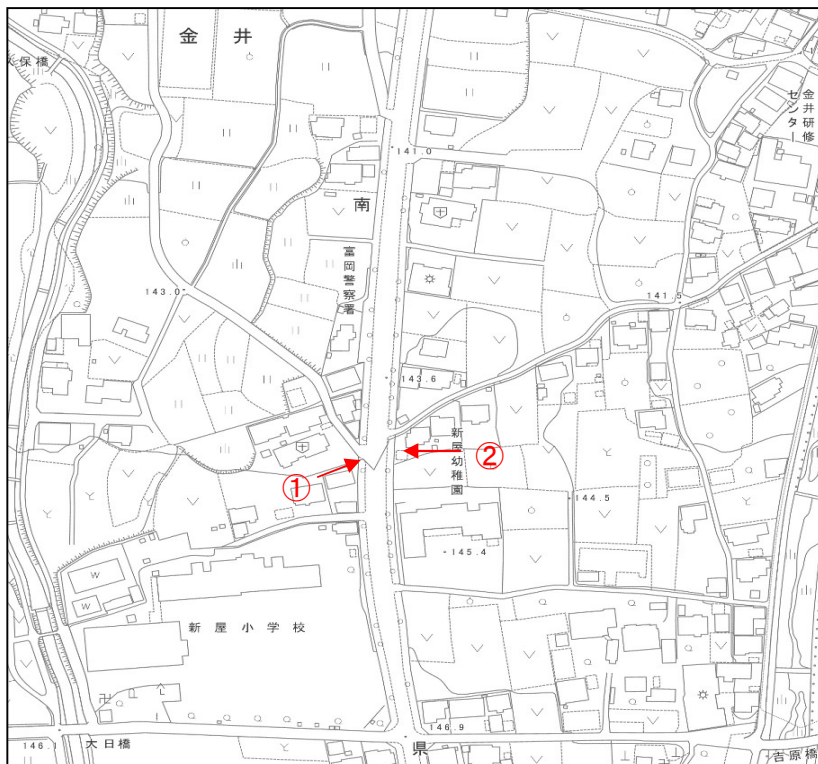 金井
保橋
金井研修
センター
141.0
南
富岡警察署
143.0
141.5
143.6
新屋幼稚園
①
②
144.5
145.4
W
W
新屋小学校
146.9
146.1
大日橋
県
吉原橋